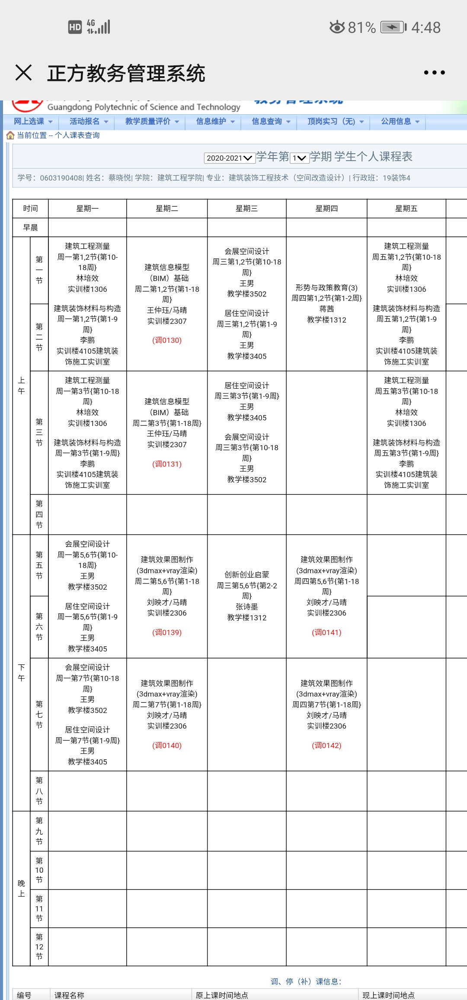 HD 4G 81% 4:48
正方教务管理系统
Guangdong Polytechnic of Science and Technology 教务管理系统
网上选课 活动报名 教学质量评价 信息维护 信息查询 顶岗实习（无） 公用信息
当前位置 -- 个人课表查询
2020-2021 学年第 1 学期 学生个人课程表
学号：0603190408| 姓名：蔡晓悦| 学院：建筑工程学院| 专业：建筑装饰工程技术（空间改造设计）| 行政班：19装饰4
时间 星期一 星期二 星期三 星期四 星期五
早晨
上午
第一节
第二节
建筑工程测量
周一第1,2节{第10-
18周}
林培效
实训楼1306
建筑装饰材料与构造
周一第1,2节{第1-9
周}
李鹏
实训楼4105建筑装
饰施工实训室
建筑信息模型
（BIM）基础
周二第1,2节{第1-18
周}
王仲珏/马晴
实训楼2307
(调0130)
会展空间设计
周三第1,2节{第10-18
周}
王男
教学楼3502
居住空间设计
周三第1,2节{第1-9
周}
王男
教学楼3405
形势与政策教育(3)
周四第1,2节{第1-2周}
蒋茜
教学楼1312
建筑工程测量
周五第1,2节{第10-18
周}
林培效
实训楼1306
建筑装饰材料与构造
周五第1,2节{第1-9
周}
李鹏
实训楼4105建筑装
饰施工实训室
第三节
建筑工程测量
周一第3节{第10-18
周}
林培效
实训楼1306
建筑装饰材料与构造
周一第3节{第1-9周}
李鹏
实训楼4105建筑装
饰施工实训室
建筑信息模型
（BIM）基础
周二第3节{第1-18周}
王仲珏/马晴
实训楼2307
(调0131)
居住空间设计
周三第3节{第1-9周}
王男
教学楼3405
会展空间设计
周三第3节{第10-18
周}
王男
教学楼3502
建筑工程测量
周五第3节{第10-18
周}
林培效
实训楼1306
建筑装饰材料与构造
周五第3节{第1-9周}
李鹏
实训楼4105建筑装
饰施工实训室
第四节
下午
第五节
第六节
会展空间设计
周一第5,6节{第10-
18周}
王男
教学楼3502
居住空间设计
周一第5,6节{第1-9
周}
王男
教学楼3405
建筑效果图制作
(3dmax+vray渲染)
周二第5,6节{第1-18
周}
刘映才/马晴
实训楼2306
(调0139)
创新创业启蒙
周三第5,6节{第2-2
周}
张诗墨
教学楼1312
建筑效果图制作
(3dmax+vray渲染)
周四第5,6节{第1-18
周}
刘映才/马晴
实训楼2306
(调0141)
第七节
会展空间设计
周一第7节{第10-18
周}
王男
教学楼3502
居住空间设计
周一第7节{第1-9周}
王男
教学楼3405
建筑效果图制作
(3dmax+vray渲染)
周二第7节{第1-18周}
刘映才/马晴
实训楼2306
(调0140)
建筑效果图制作
(3dmax+vray渲染)
周四第7节{第1-18周}
刘映才/马晴
实训楼2306
(调0142)
第八节
晚上
第九节
第10节
第11节
第12节
调、停（补）课信息：
编号 课程名称 原上课时间地点 现上课时间地点